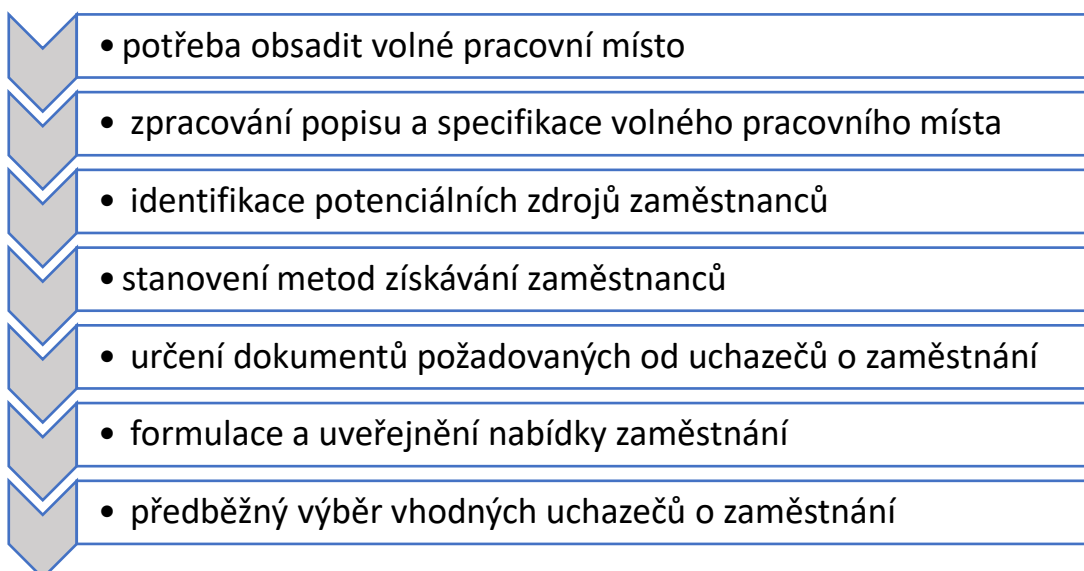 • potřeba obsadit volné pracovní místo
• zpracování popisu a specifikace volného pracovního místa
• identifikace potenciálních zdrojů zaměstnanců
• stanovení metod získávání zaměstnanců
• určení dokumentů požadovaných od uchazečů o zaměstnání
• formulace a uveřejnění nabídky zaměstnání
• předběžný výběr vhodných uchazečů o zaměstnání